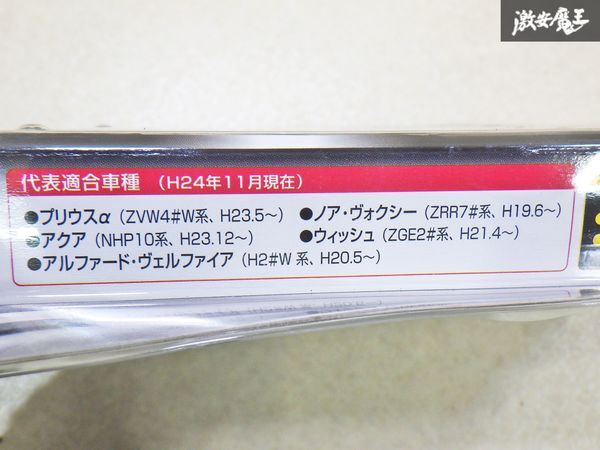 激安魔王
代表適合車種 （H24年11月現在）
●プリウスα（ZVW4#W系、H23.5～） ●ノア・ヴォクシー（ZRR7#系、H19.6～）
●アクア（NHP10系、H23.12～） ●ウィッシュ（ZGE2#系、H21.4～）
●アルファード・ヴェルファイア（H2#W系、H20.5～）